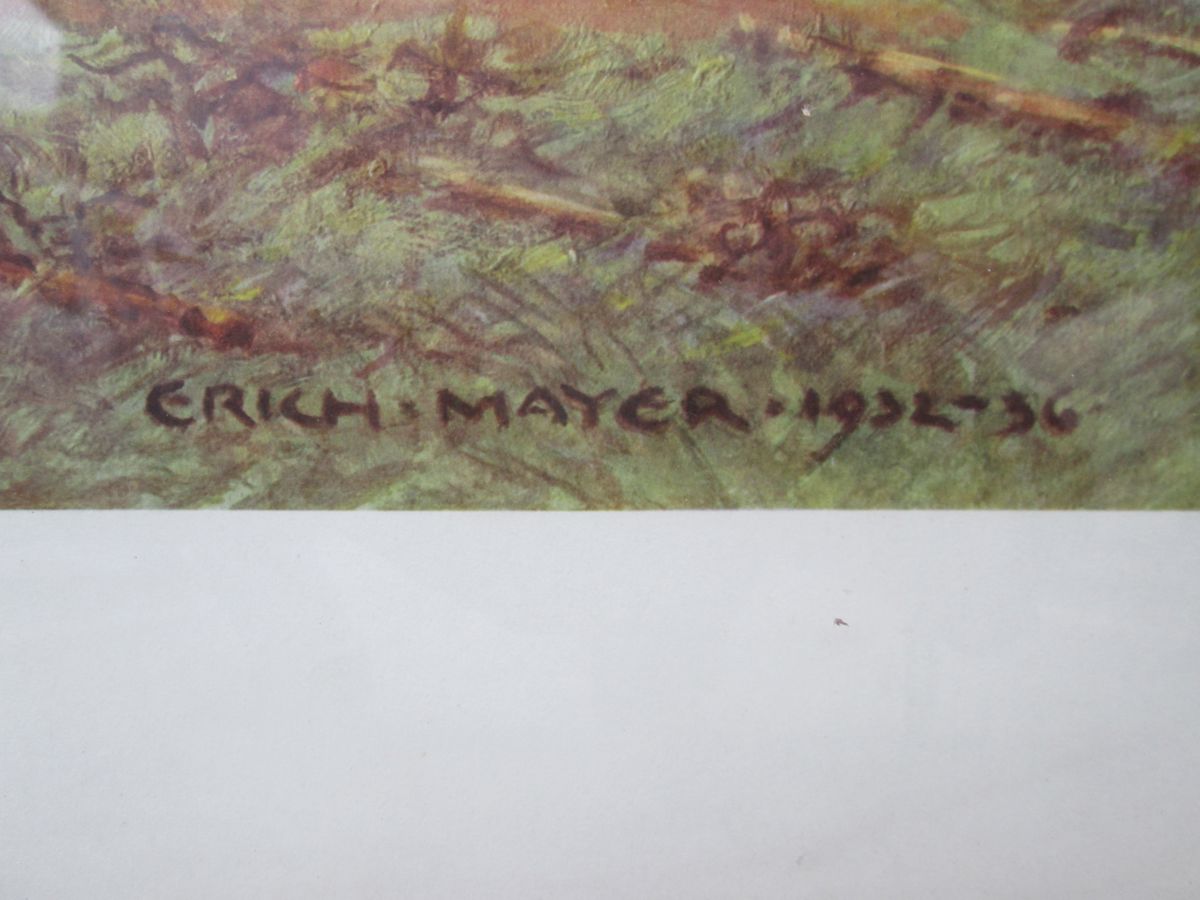 ERICH · MAYER · 1932-36